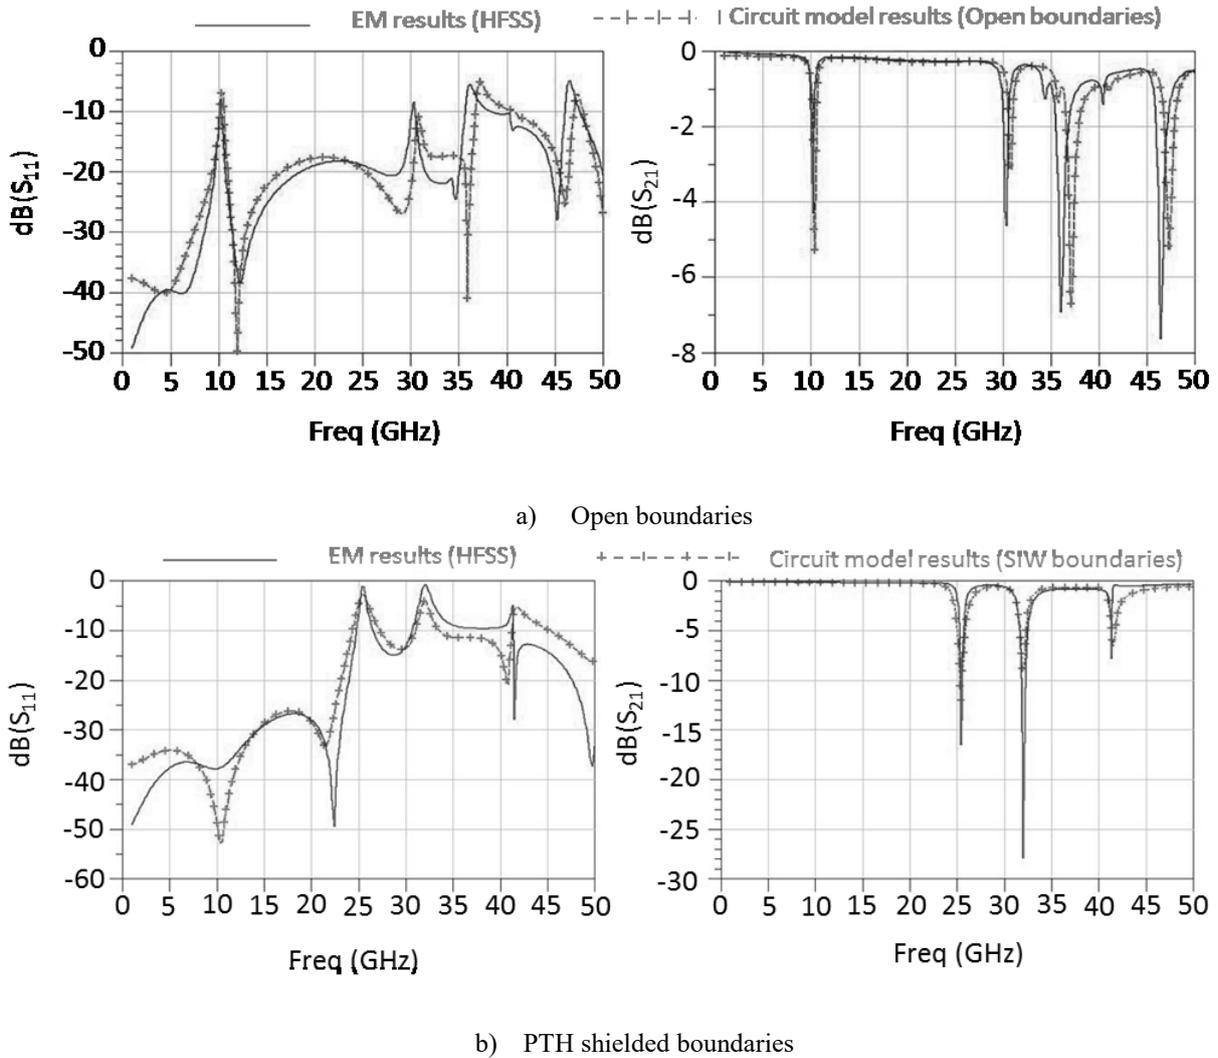 EM results (HFSS) Circuit model results (Open boundaries)
0
-10
-20
-30
-40
-50
dB(S11)
0 5 10 15 20 25 30 35 40 45 50
Freq (GHz)
0
-2
-4
-6
-8
dB(S21)
0 5 10 15 20 25 30 35 40 45 50
Freq (GHz)
a) Open boundaries
EM results (HFSS) Circuit model results (SIW boundaries)
0
-10
-20
-30
-40
-50
-60
dB(S11)
0 5 10 15 20 25 30 35 40 45 50
Freq (GHz)
0
-5
-10
-15
-20
-25
-30
dB(S21)
0 5 10 15 20 25 30 35 40 45 50
Freq (GHz)
b) PTH shielded boundaries